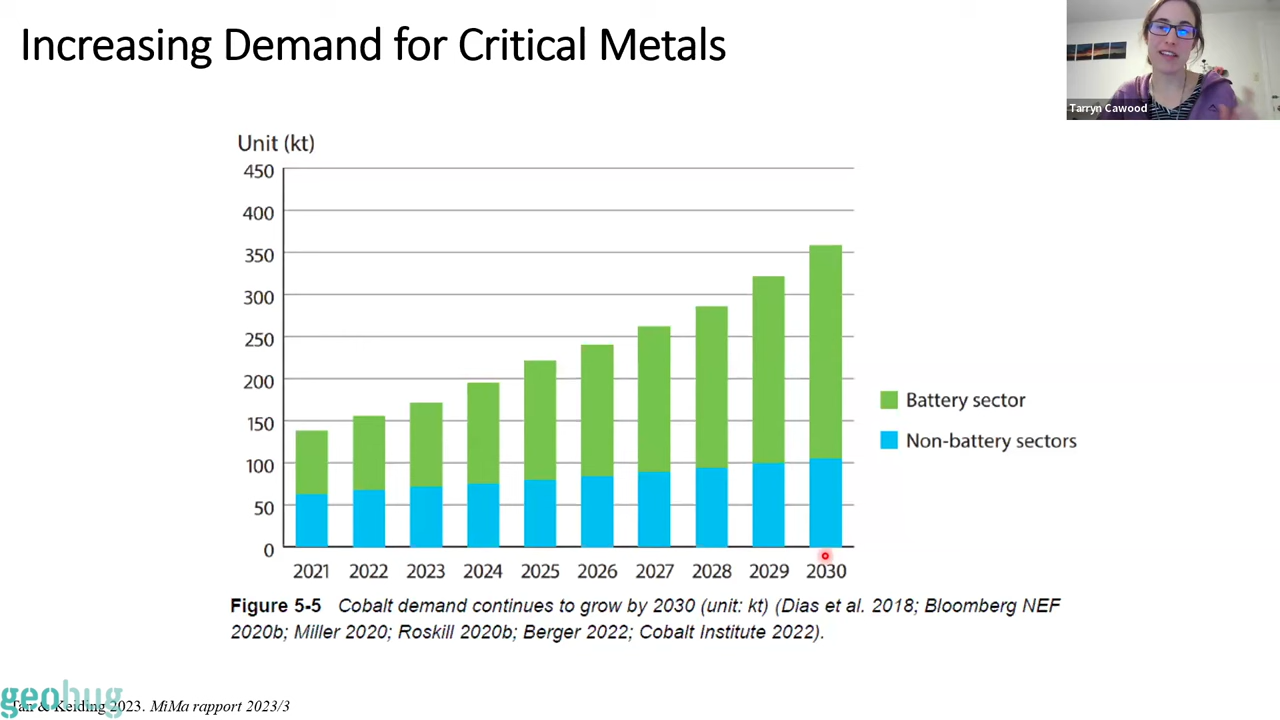 Increasing Demand for Critical Metals
Tarryn Cawood
Unit (kt)
450
400
350
300
250
200
150
100
50
0
2021 2022 2023 2024 2025 2026 2027 2028 2029 2030
Battery sector
Non-battery sectors
Figure 5-5 Cobalt demand continues to grow by 2030 (unit: kt) (Dias et al. 2018; Bloomberg NEF
2020b; Miller 2020; Roskill 2020b; Berger 2022; Cobalt Institute 2022).
geohug
Tan & Keiding 2023. MiMa rapport 2023/3